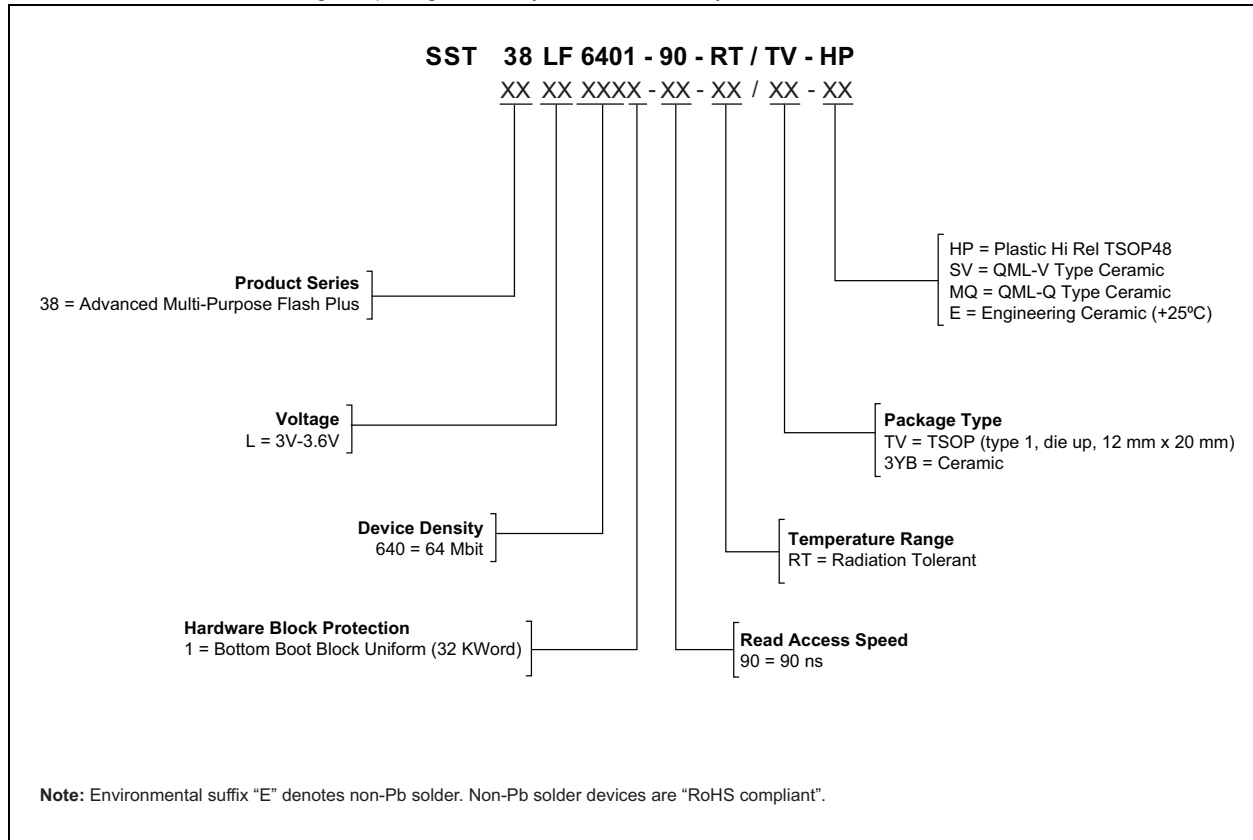 SST 38 LF 6401 - 90 - RT / TV - HP
XX XX XXXX - XX - XX / XX - XX
Product Series
38 = Advanced Multi-Purpose Flash Plus
Voltage
L = 3V-3.6V
Device Density
640 = 64 Mbit
Hardware Block Protection
1 = Bottom Boot Block Uniform (32 KWord)
HP = Plastic Hi Rel TSOP48
SV = QML-V Type Ceramic
MQ = QML-Q Type Ceramic
E = Engineering Ceramic (+25ºC)
Package Type
TV = TSOP (type 1, die up, 12 mm x 20 mm)
3YB = Ceramic
Temperature Range
RT = Radiation Tolerant
Read Access Speed
90 = 90 ns
Note: Environmental suffix “E” denotes non-Pb solder. Non-Pb solder devices are “RoHS compliant”.